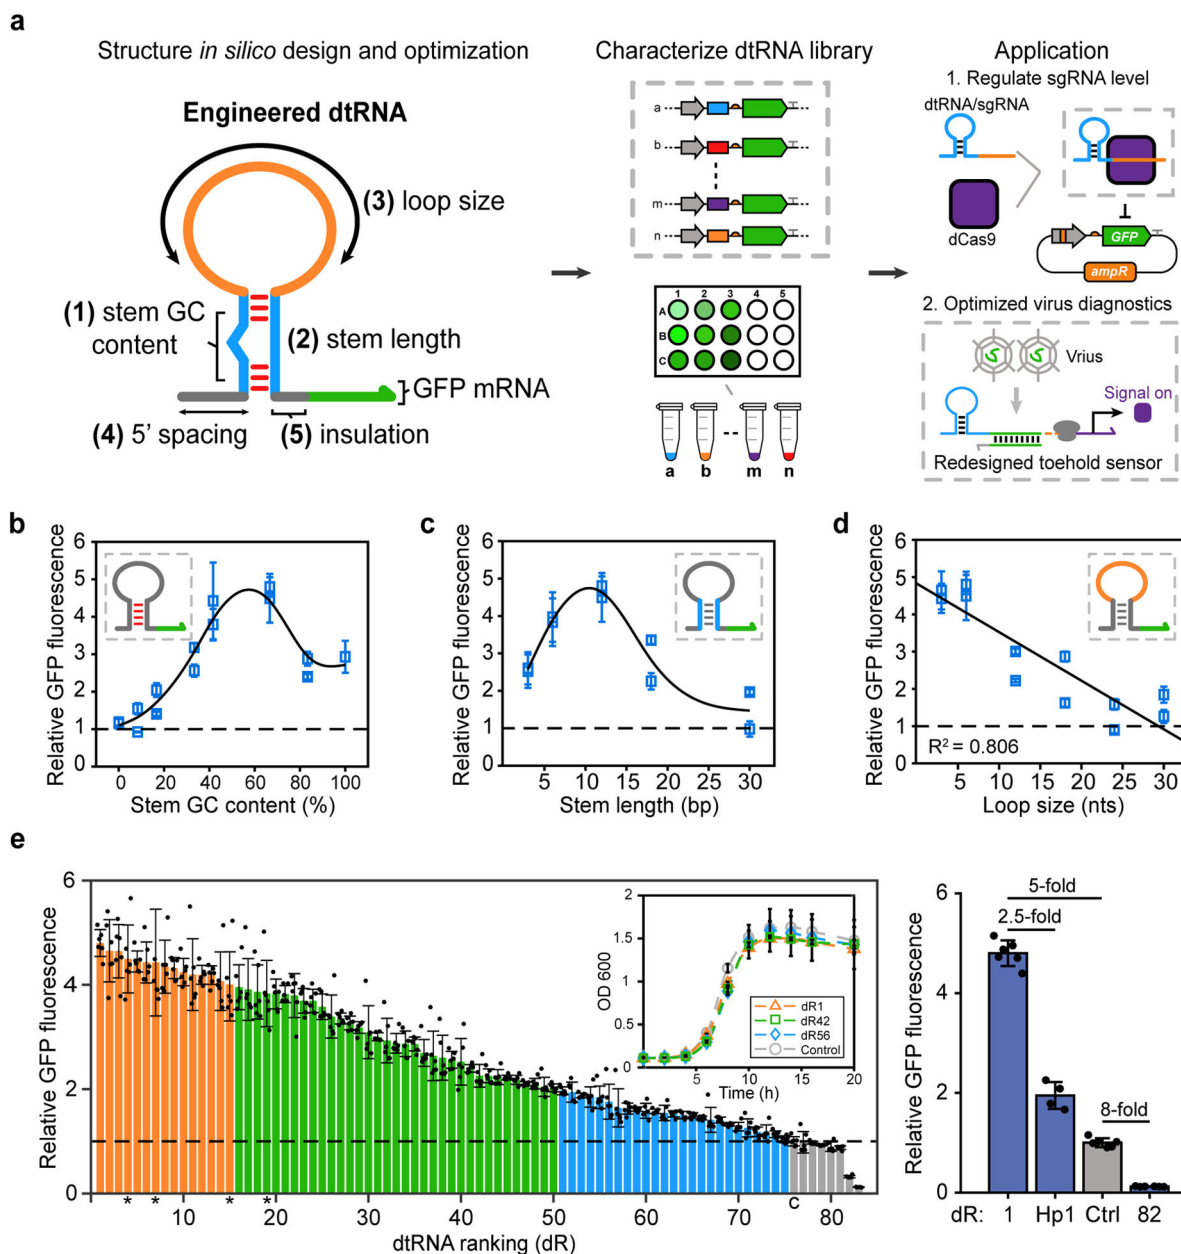 a
Structure in silico design and optimization
Engineered dtRNA
(3) loop size
(1) stem GC
content
(2) stem length
GFP mRNA
(4) 5' spacing
(5) insulation
Characterize dtRNA library
a
b
m
n
1 2 3 4 5
A
B
C
a b m n
Application
1. Regulate sgRNA level
dtRNA/sgRNA
dCas9
GFP
ampR
2. Optimized virus diagnostics
Vrius
Signal on
Redesigned toehold sensor
b
Relative GFP fluorescence
6
5
4
3
2
1
0
0 20 40 60 80 100
Stem GC content (%)
c
Relative GFP fluorescence
6
5
4
3
2
1
0
5 10 15 20 25 30
Stem length (bp)
d
Relative GFP fluorescence
6
5
4
3
2
1
0
R² = 0.806
5 10 15 20 25 30
Loop size (nts)
e
Relative GFP fluorescence
6
4
2
0
* * * *
C
10 20 30 40 50 60 70 80
dtRNA ranking (dR)
OD 600
2
1.5
1
0.5
0
dR1
dR42
dR56
Control
5 10 15 20
Time (h)
Relative GFP fluorescence
6
4
2
0
5-fold
2.5-fold
8-fold
dR: 1 Hp1 Ctrl 82